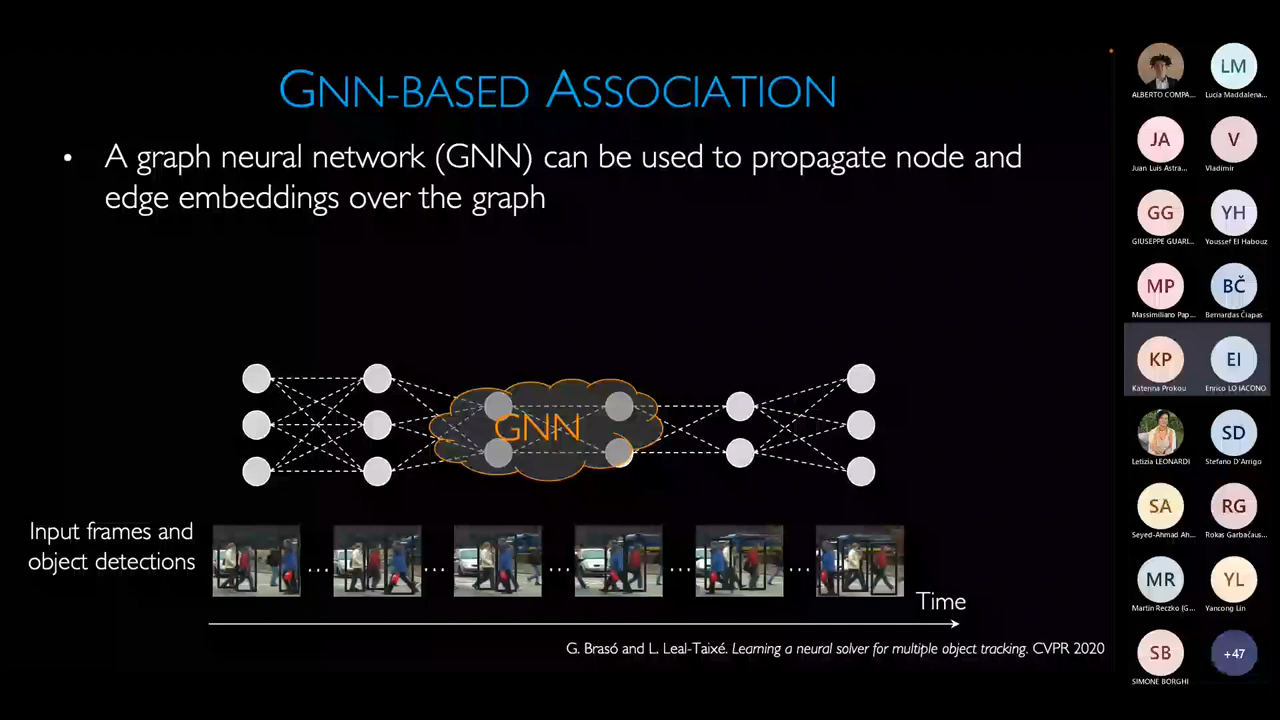 GNN-BASED ASSOCIATION
• A graph neural network (GNN) can be used to propagate node and
edge embeddings over the graph
GNN
Input frames and
object detections
...
...
...
...
...
Time
G. Brasó and L. Leal-Taixé. Learning a neural solver for multiple object tracking. CVPR 2020
ALBERTO COMPA...
LM
Lucia Maddalena...
JA
Juan Luis Astra...
V
Vladimir
GG
GIUSEPPE GUARI...
YH
Youssef El Habouz
MP
Massimiliano Pap...
BČ
Bernardas Čiapas
KP
Katerina Prokou
EI
Enrico LO IACONO
Letizia LEONARDI
SD
Stefano D'Arrigo
SA
Seyed-Ahmad Ah...
RG
Rokas Garbačaus...
MR
Martin Reczko (G...
YL
Yancong Lin
SB
SIMONE BORGHI
+47